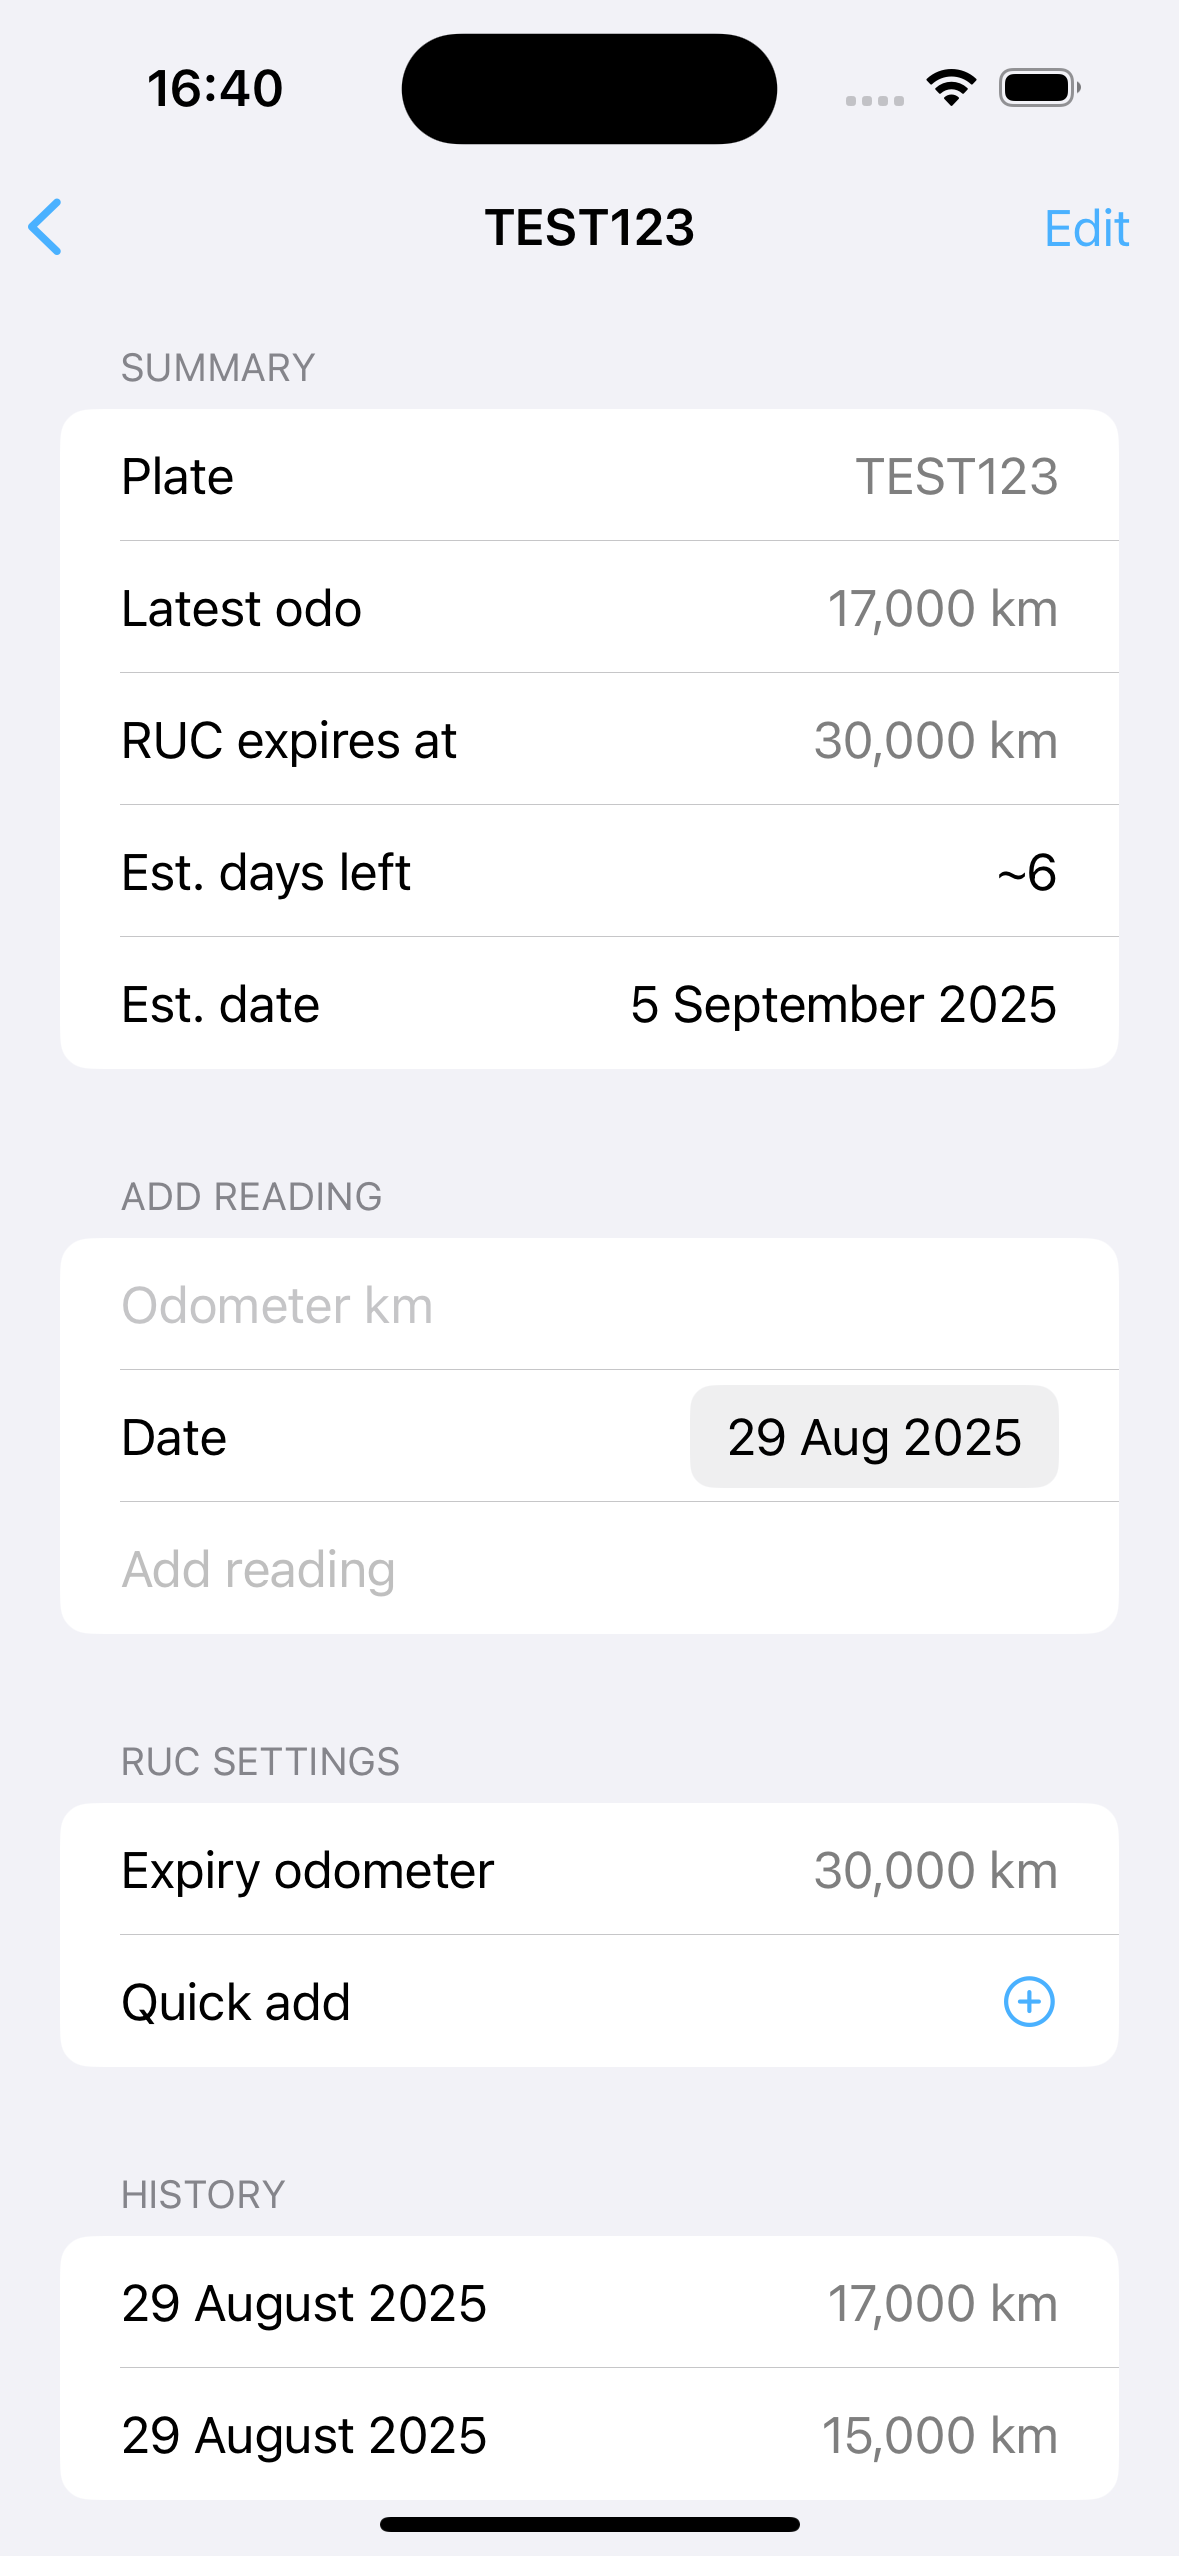 16:40
TEST123
Edit
SUMMARY
Plate TEST123
Latest odo 17,000 km
RUC expires at 30,000 km
Est. days left ~6
Est. date 5 September 2025
ADD READING
Odometer km
Date 29 Aug 2025
Add reading
RUC SETTINGS
Expiry odometer 30,000 km
Quick add
HISTORY
29 August 2025 17,000 km
29 August 2025 15,000 km